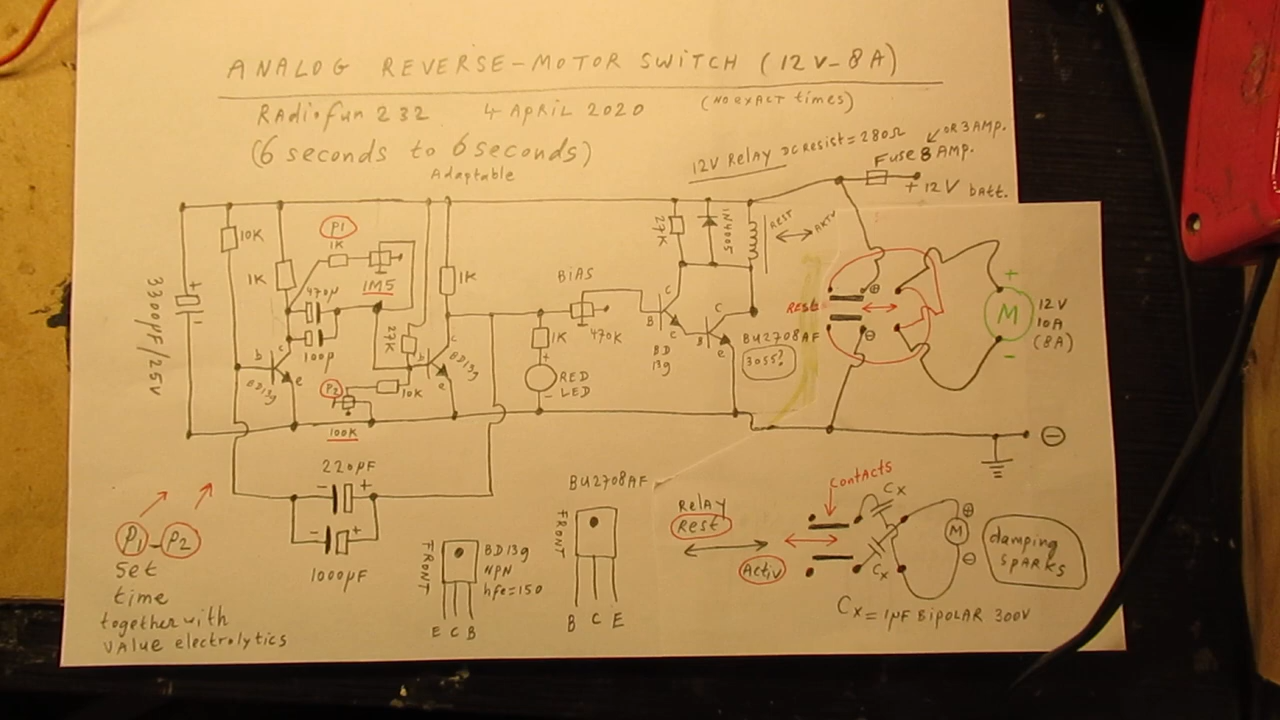 ANALOG REVERSE-MOTOR SWITCH (12V-8A)
Radiofun 232 4 APRIL 2020 (NO EXACT times)
(6 seconds to 6 seconds)
Adaptable
12V Relay DC Resist=280Ω
OR 3 AMP.
Fuse 8 AMP.
+ 12V batt.
10K
1K
P1
1K
1M5
470µ
100µ
27K
1K
BIAS
27K
1N4005
REST
AKTV
3300µF/25V
+
-
b
c
e
BD139
P2
10K
100K
b
c
e
BD139
1K
470K
+
RED
LED
-
B
C
e
BD
139
B
C
e
BU2708AF
3055?
REST
⊕
⊖
+
M
-
12V
10A
(8A)
⊖
220µF
- +
- +
1000µF
P1 - P2
Set
time
together with
value electrolytics
FRONT
BD139
NPN
hfe=150
E C B
BU2708AF
FRONT
B C E
Relay
Rest
Activ
contacts
Cx
Cx
⊕
M
⊖
damping
sparks
Cx = 1µF BIPOLAR 300V